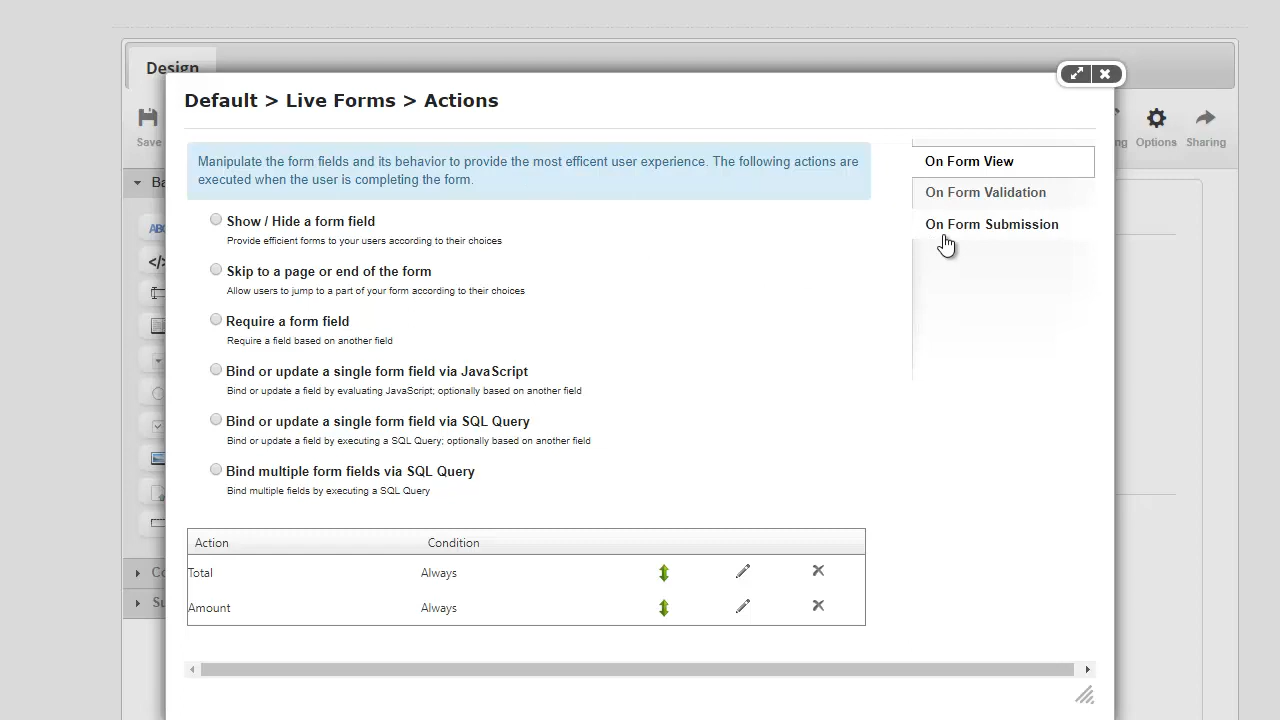 Design
Default > Live Forms > Actions
Save
Options
Sharing
Manipulate the form fields and its behavior to provide the most efficent user experience. The following actions are
executed when the user is completing the form.
On Form View
On Form Validation
On Form Submission
Show / Hide a form field
Provide efficient forms to your users according to their choices
Skip to a page or end of the form
Allow users to jump to a part of your form according to their choices
Require a form field
Require a field based on another field
Bind or update a single form field via JavaScript
Bind or update a field by evaluating JavaScript; optionally based on another field
Bind or update a single form field via SQL Query
Bind or update a field by executing a SQL Query; optionally based on another field
Bind multiple form fields via SQL Query
Bind multiple fields by executing a SQL Query
Action Condition
Total Always
Amount Always